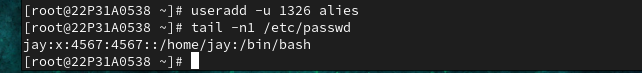 [root@22P31A0538 ~]# useradd -u 1326 alies
[root@22P31A0538 ~]# tail -n1 /etc/passwd
jay:x:4567:4567::/home/jay:/bin/bash
[root@22P31A0538 ~]#